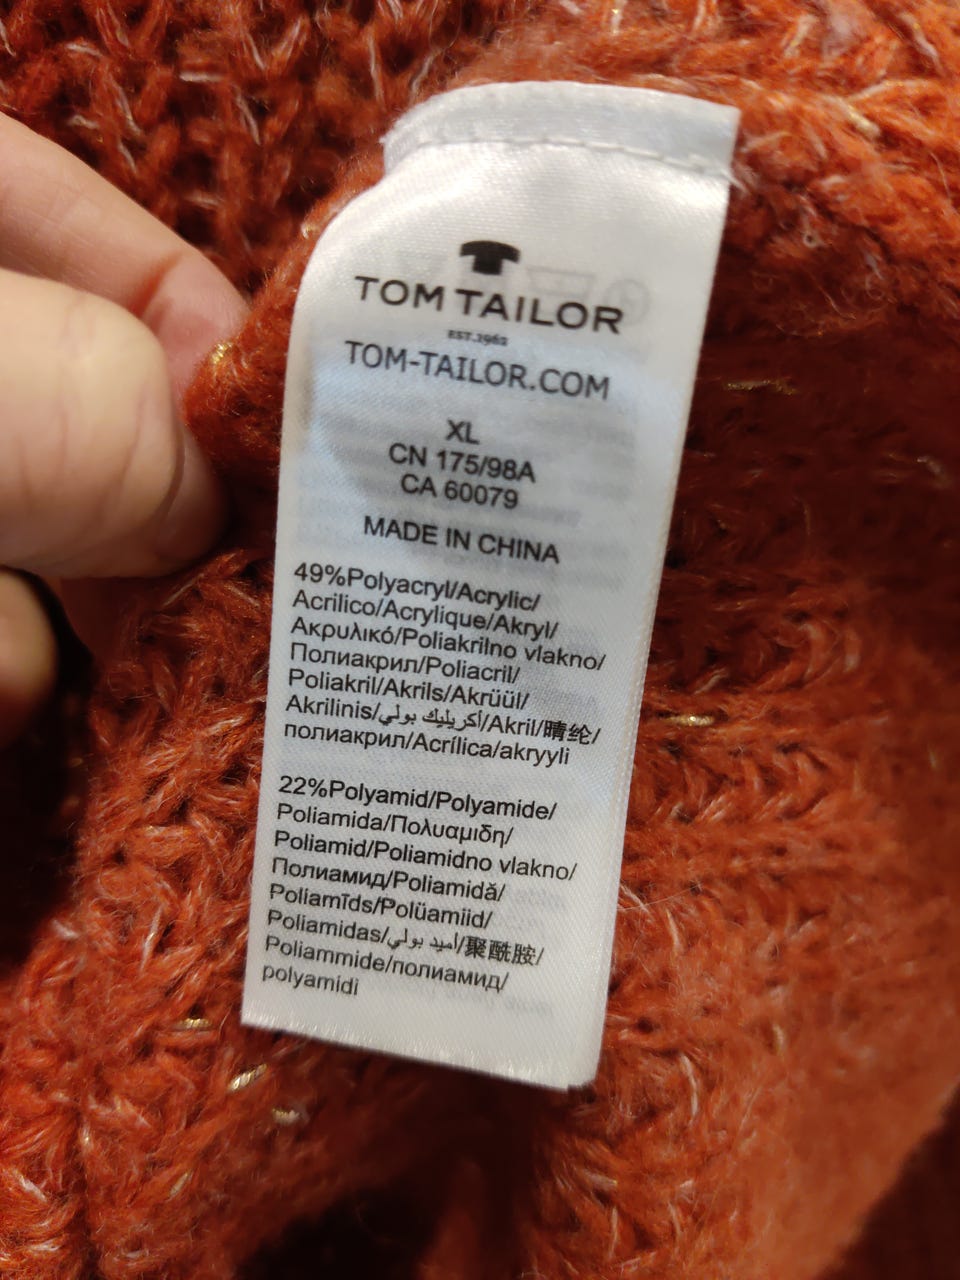 TOM TAILOR
EST.1962
TOM-TAILOR.COM
XL
CN 175/98A
CA 60079
MADE IN CHINA
49%Polyacryl/Acrylic/
Acrilico/Acrylique/Akryl/
Ακρυλικό/Poliakrilno vlakno/
Полиакрил/Poliacril/
Poliakril/Akrils/Akrüül/
Akrilinis/أكريليك بولي/Akril/晴纶/
полиакрил/Acrílica/akryyli
22%Polyamid/Polyamide/
Poliamida/Πολυαμιδη/
Poliamid/Poliamidno vlakno/
Полиамид/Poliamidă/
Poliamīds/Polüamiid/
Poliamidas/أميد بولي/聚酰胺/
Poliammide/полиамид/
polyamidi